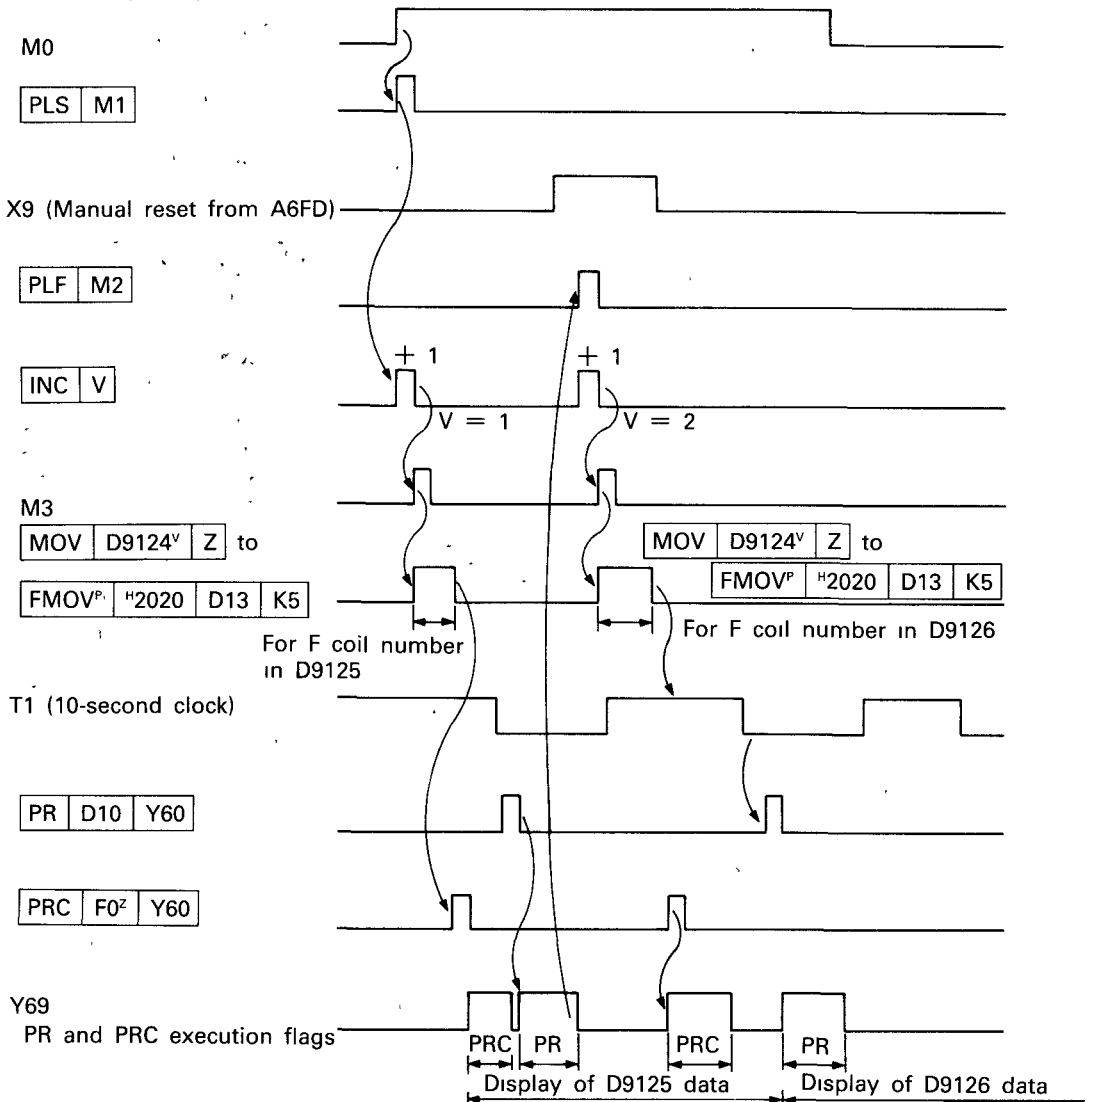 M0
PLS M1
X9 (Manual reset from A6FD)
PLF M2
+ 1 + 1
INC V
V = 1 V = 2
M3
MOV D9124V Z to MOV D9124V Z to
FMOVP H2020 D13 K5 FMOVP H2020 D13 K5
For F coil number in D9125
For F coil number in D9126
T1 (10-second clock)
PR D10 Y60
PRC F0Z Y60
Y69
PR and PRC execution flags
PRC PR PRC PR
Display of D9125 data Display of D9126 data